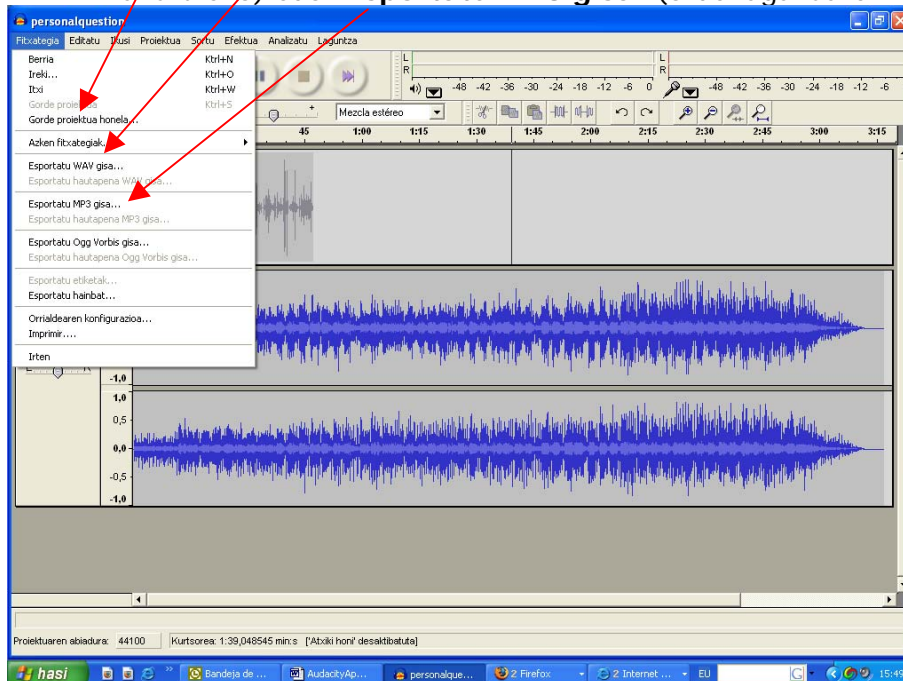 personalquestion
Fitxategia Editatu Ikusi Proiektua Sortu Efektua Analizatu Laguntza
Berria Ktrl+N
Ireki... Ktrl+O
Itxi Ktrl+W
Gorde proiektua Ktrl+S
Gorde proiektua honela...
Azken fitxategiak...
Esportatu WAV gisa...
Esportatu hautapena WAV gisa...
Esportatu MP3 gisa...
Esportatu hautapena MP3 gisa...
Esportatu Ogg Vorbis gisa...
Esportatu hautapena Ogg Vorbis gisa...
Esportatu etiketak...
Esportatu hainbat...
Orrialdearen konfigurazioa...
Imprimir....
Irten
L R
L
R
-48 -42 -36 -30 -24 -18 -12 -6 0
L
R
-48 -42 -36 -30 -24 -18 -12 -6
Mezcla estéreo
45 1:00 1:15 1:30 1:45 2:00 2:15 2:30 2:45 3:00 3:15
-1,0
1,0
0,5
0,0
-0,5
-1,0
Proiektuaren abiadura: 44100 Kurtsorea: 1:39,048545 min:s ['Atxiki honi' desaktibatuta]
hasi Bandeja de ... AudacityAp... personalque... 2 Firefox 2 Internet ... EU 15:49